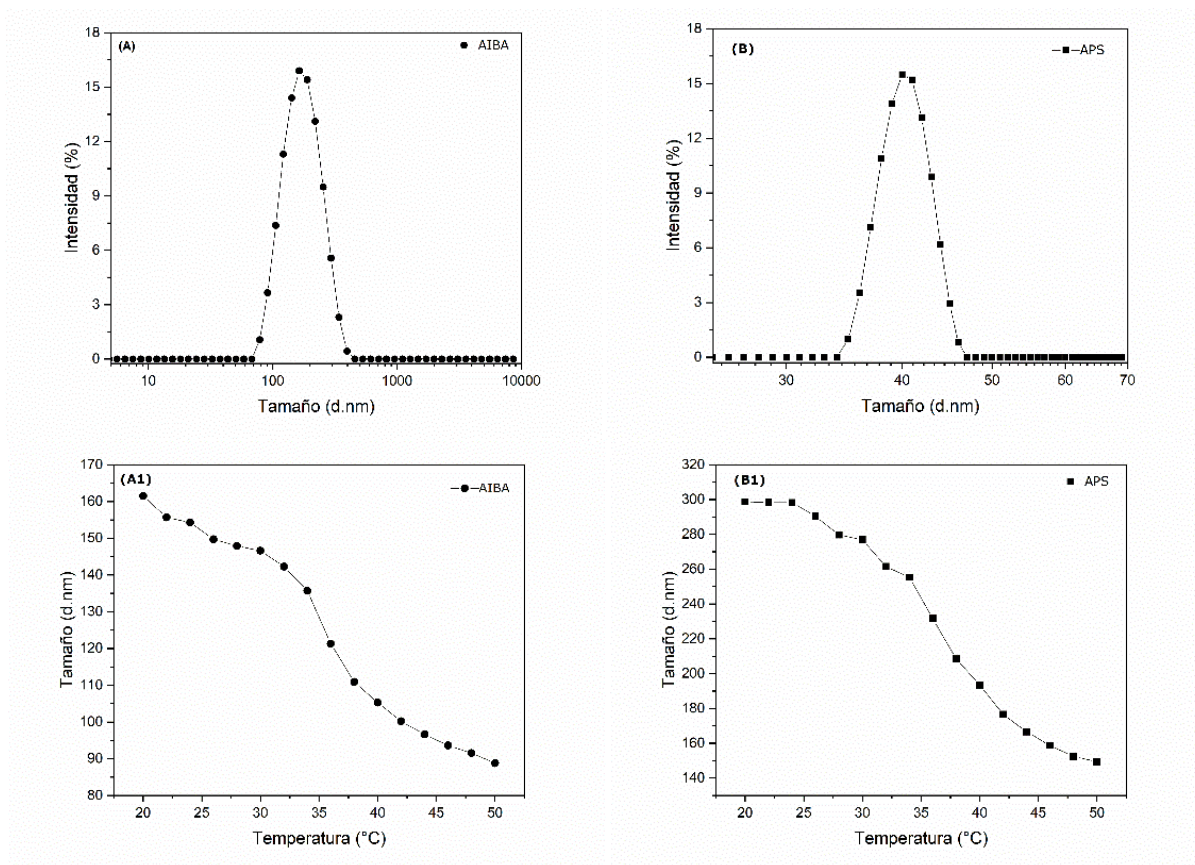 (A)
AIBA
18
15
12
9
6
3
0
Intensidad (%)
10 100 1000 10000
Tamaño (d.nm)
(B)
APS
18
15
12
9
6
3
0
Intensidad (%)
30 40 50 60 70
Tamaño (d.nm)
(A1)
AIBA
170
160
150
140
130
120
110
100
90
80
Tamaño (d.nm)
20 25 30 35 40 45 50
Temperatura (°C)
(B1)
APS
320
300
280
260
240
220
200
180
160
140
Tamaño (d.nm)
20 25 30 35 40 45 50
Temperatura (°C)